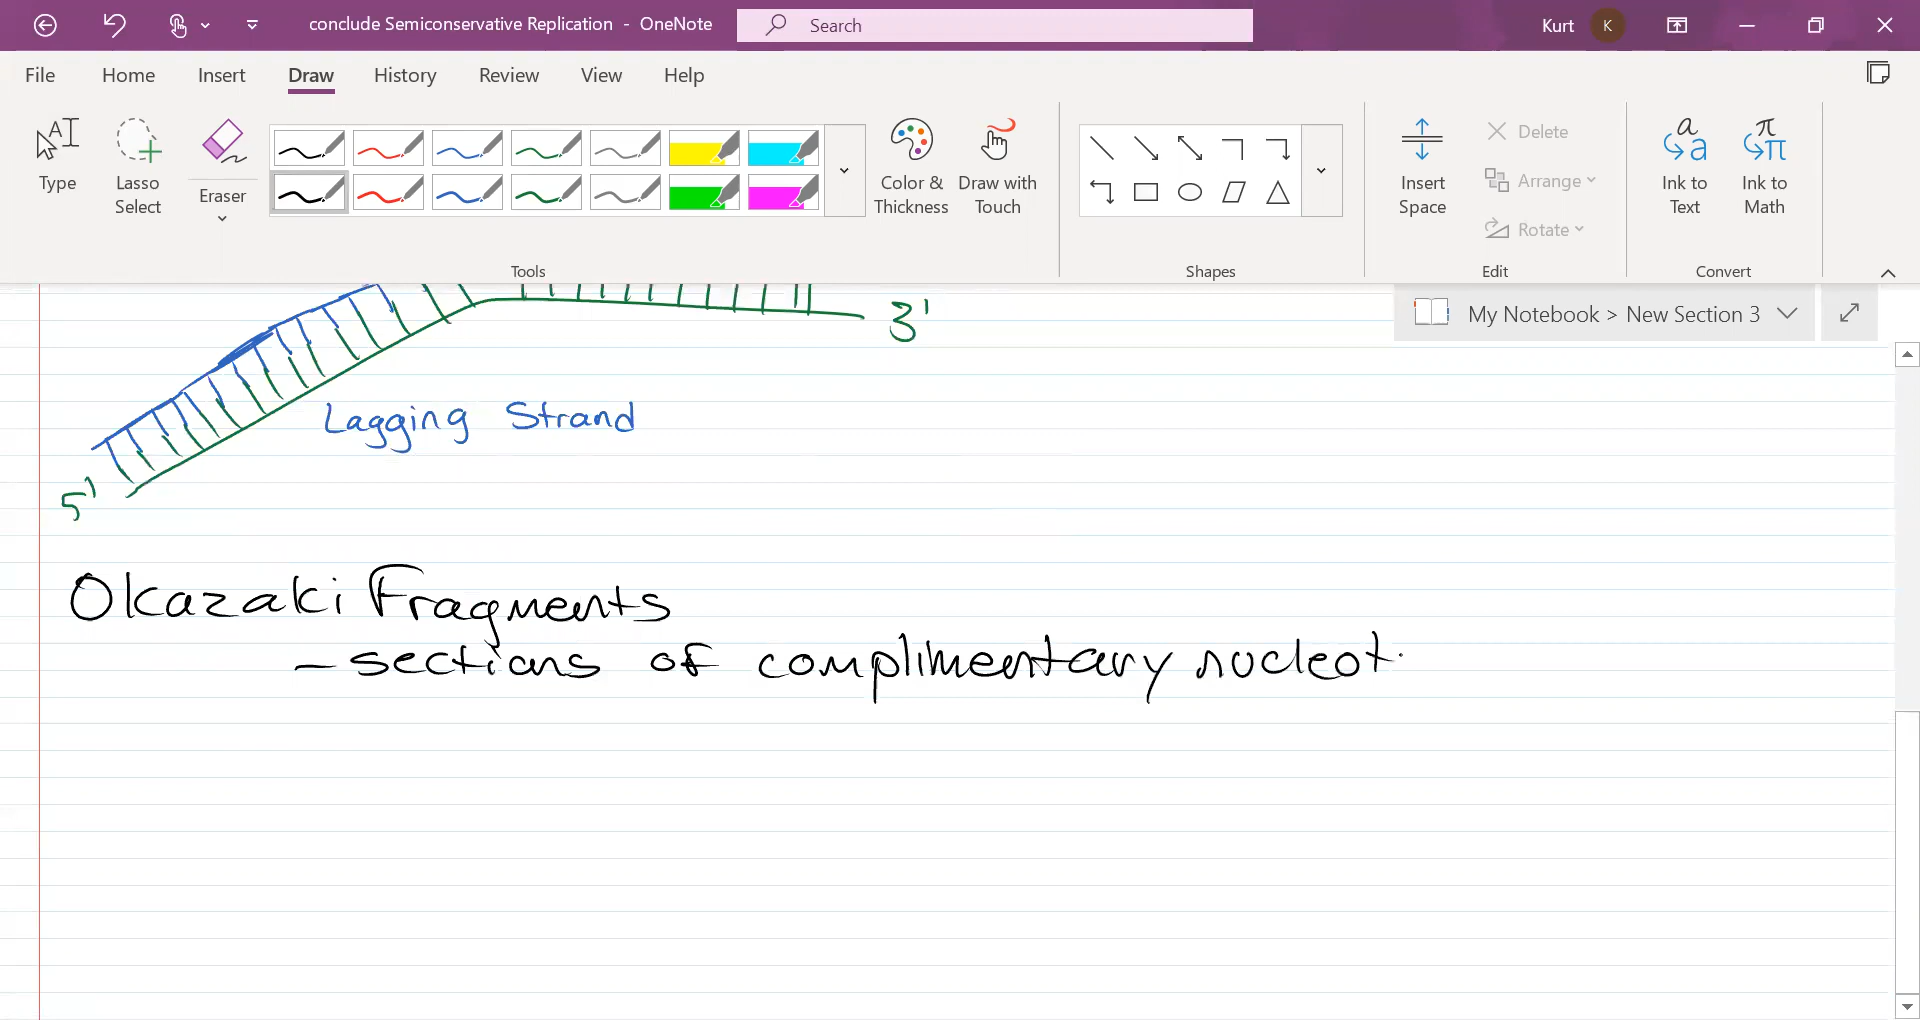 conclude Semiconservative Replication - OneNote
Search
Kurt
K
File Home Insert Draw History Review View Help
Type
Lasso Select
Eraser
Color & Thickness
Draw with Touch
Insert Space
Delete
Arrange
Rotate
Ink to Text
Ink to Math
Tools
Shapes
Edit
Convert
My Notebook > New Section 3
3'
Lagging Strand
5'
Okazaki Fragments
- sections of complimentary nucleot